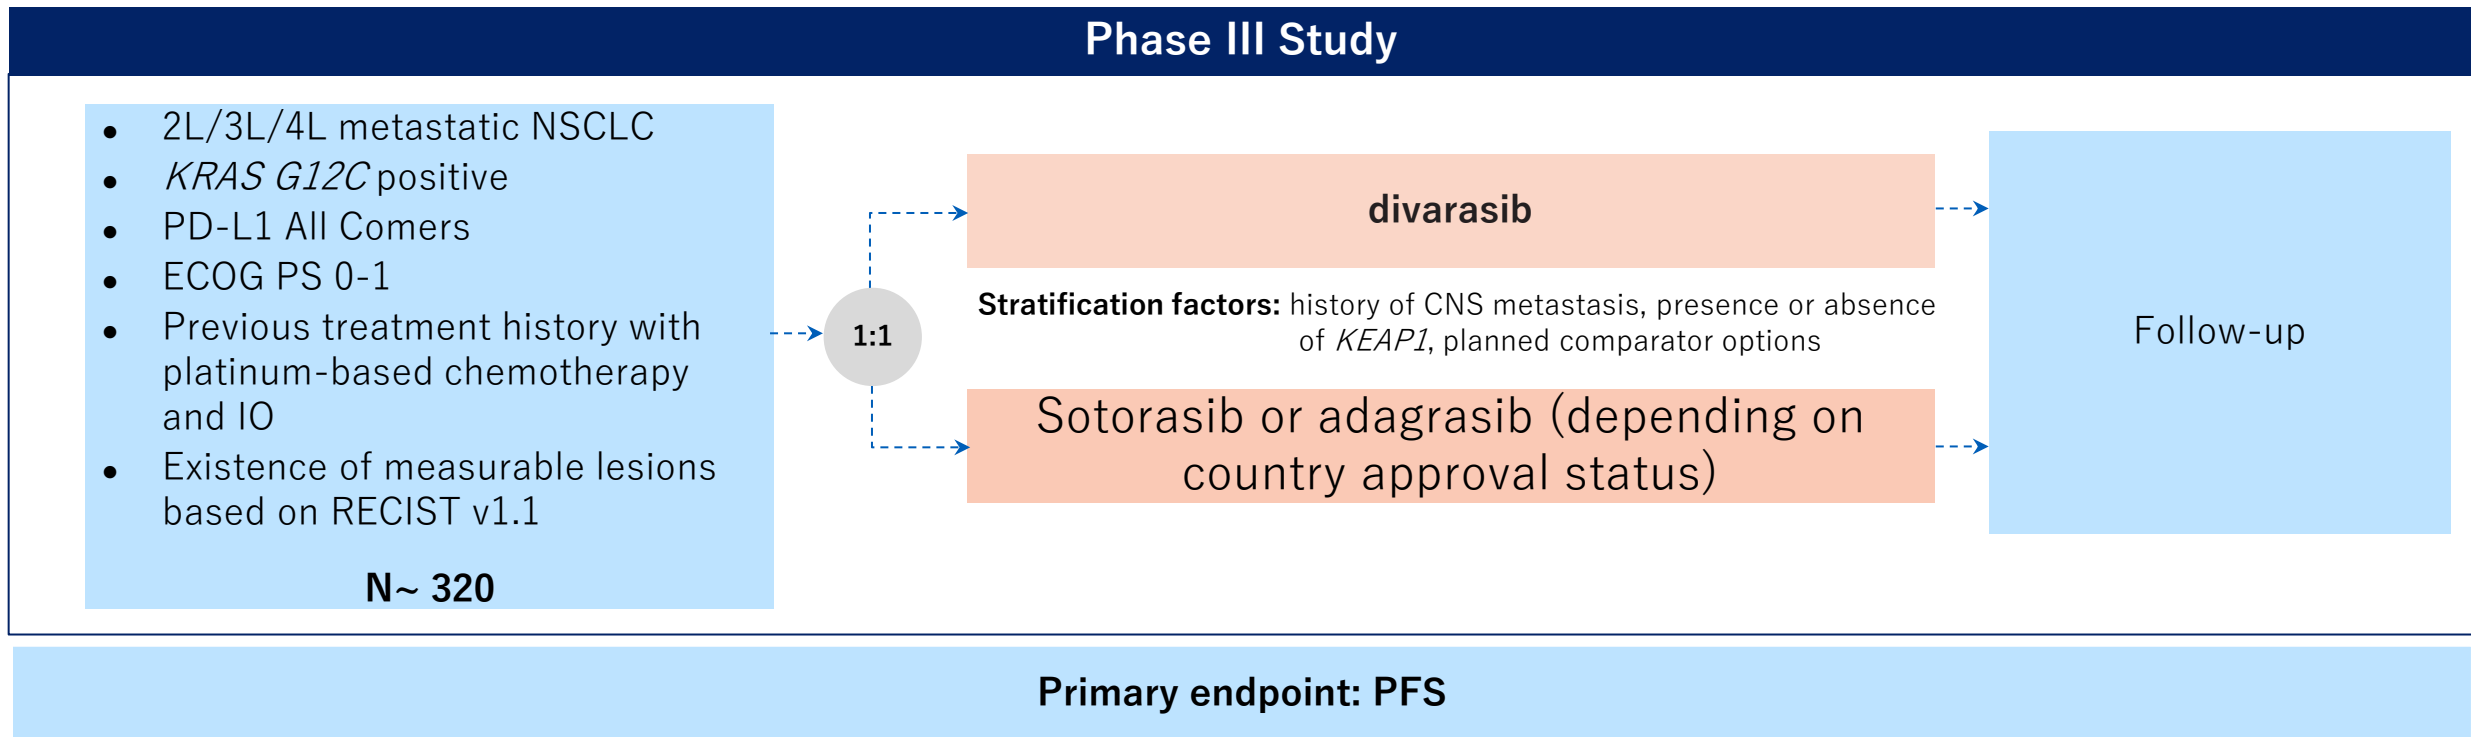 Phase III Study
● 2L/3L/4L metastatic NSCLC
● KRAS G12C positive
● PD-L1 All Comers
● ECOG PS 0-1
● Previous treatment history with
platinum-based chemotherapy
and IO
● Existence of measurable lesions
based on RECIST v1.1
N~ 320
1:1
divarasib
Stratification factors: history of CNS metastasis, presence or absence
of KEAP1, planned comparator options
Sotorasib or adagrasib (depending on
country approval status)
Follow-up
Primary endpoint: PFS